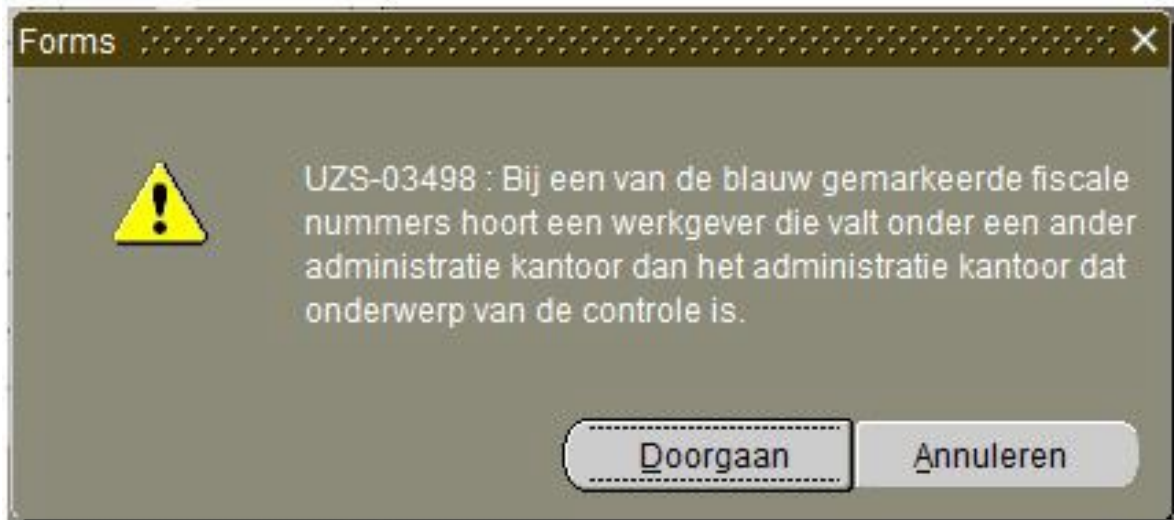 Forms
UZS-03498 : Bij een van de blauw gemarkeerde fiscale
nummers hoort een werkgever die valt onder een ander
administratie kantoor dan het administratie kantoor dat
onderwerp van de controle is.
Doorgaan Annuleren